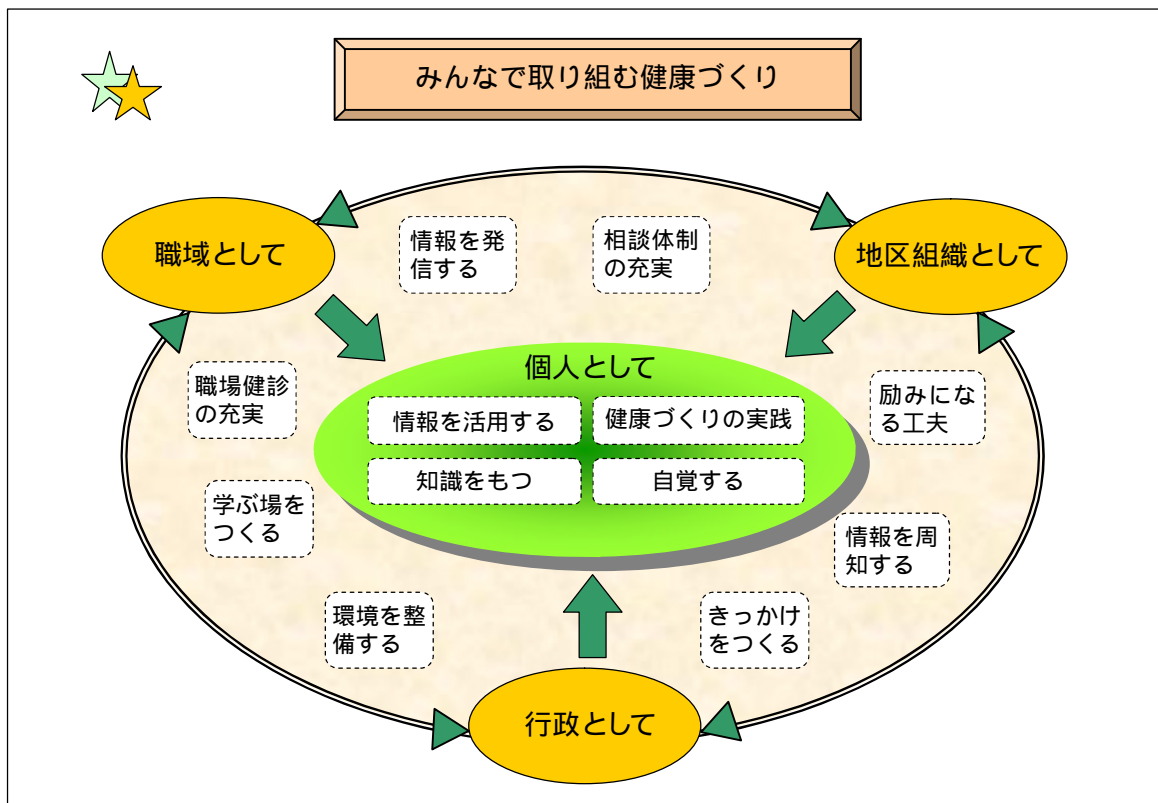 みんなで取り組む健康づくり
職域として
地区組織として
情報を発
信する
相談体制
の充実
個人として
職場健診
の充実
励みにな
る工夫
情報を活用する
健康づくりの実践
知識をもつ
自覚する
学ぶ場を
つくる
情報を周
知する
環境を整
備する
きっかけ
をつくる
行政として